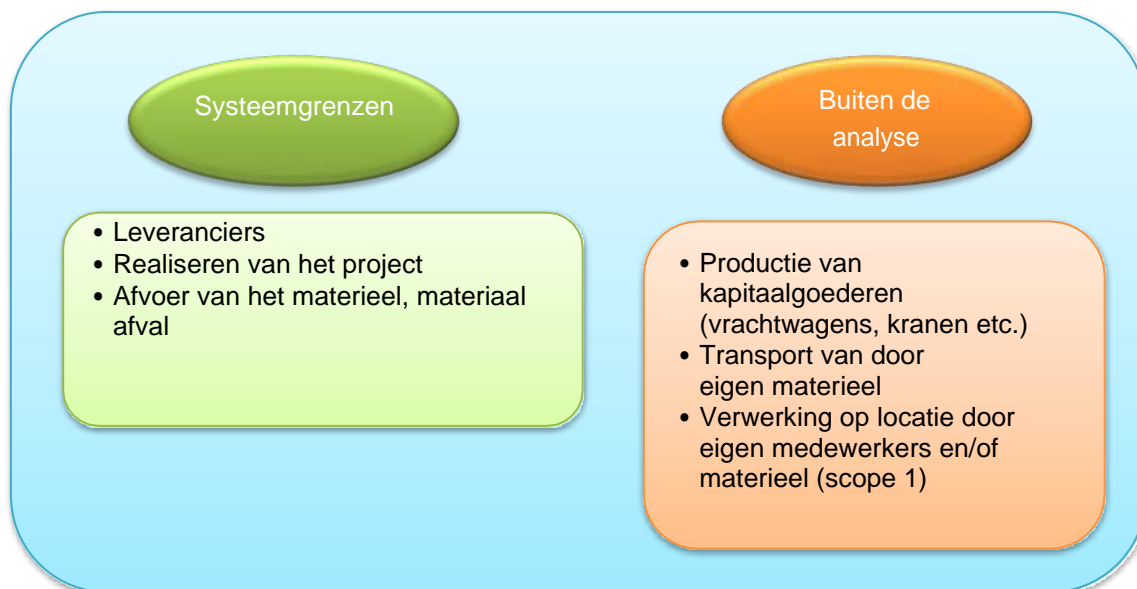 Systeemgrenzen
• Leveranciers
• Realiseren van het project
• Afvoer van het materieel, materiaal
afval
Buiten de
analyse
• Productie van
kapitaalgoederen
(vrachtwagens, kranen etc.)
• Transport van door
eigen materieel
• Verwerking op locatie door
eigen medewerkers en/of
materieel (scope 1)